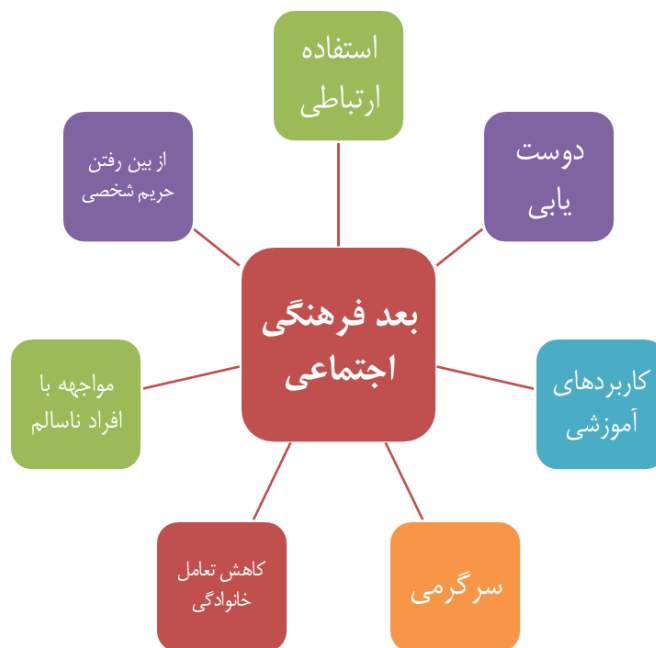 استفاده
ارتباطی
دوست
یابی
کاربردهای
آموزشی
سرگرمی
کاهش تعامل
خانوادگی
مواجهه با
افراد ناسالم
از بین رفتن
حریم شخصی
بعد فرهنگی
اجتماعی